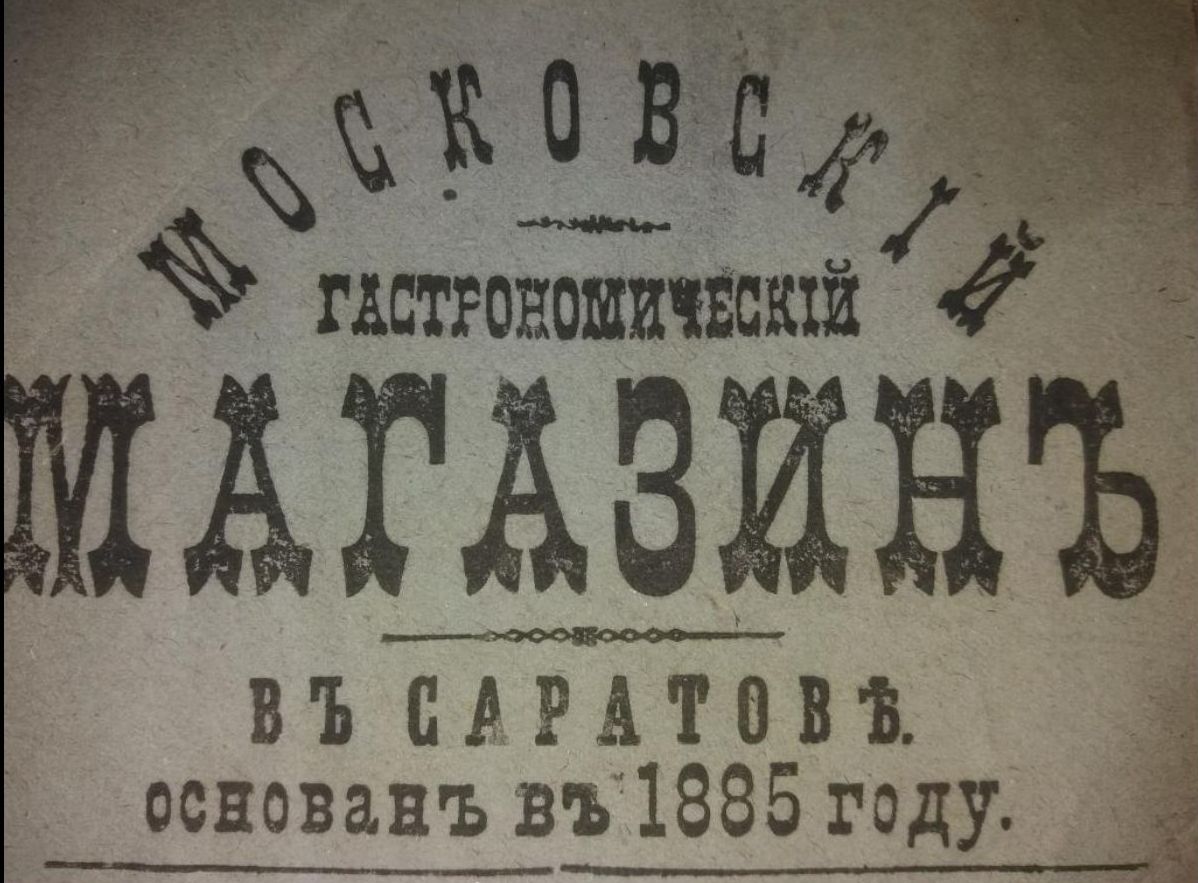 МОСКОВСКІЙ
ГАСТРОНОМИЧЕСКІЙ
МАГАЗИНЪ
ВЪ САРАТОВѢ.
основанъ въ 1885 году.